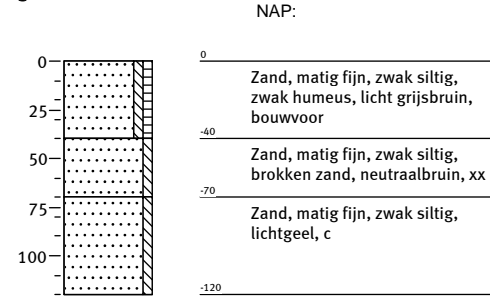 NAP:
0
25
50
75
100
0
Zand, matig fijn, zwak siltig,
zwak humeus, licht grijsbruin,
bouwvoor
-40
Zand, matig fijn, zwak siltig,
brokken zand, neutraalbruin, xx
-70
Zand, matig fijn, zwak siltig,
lichtgeel, c
-120